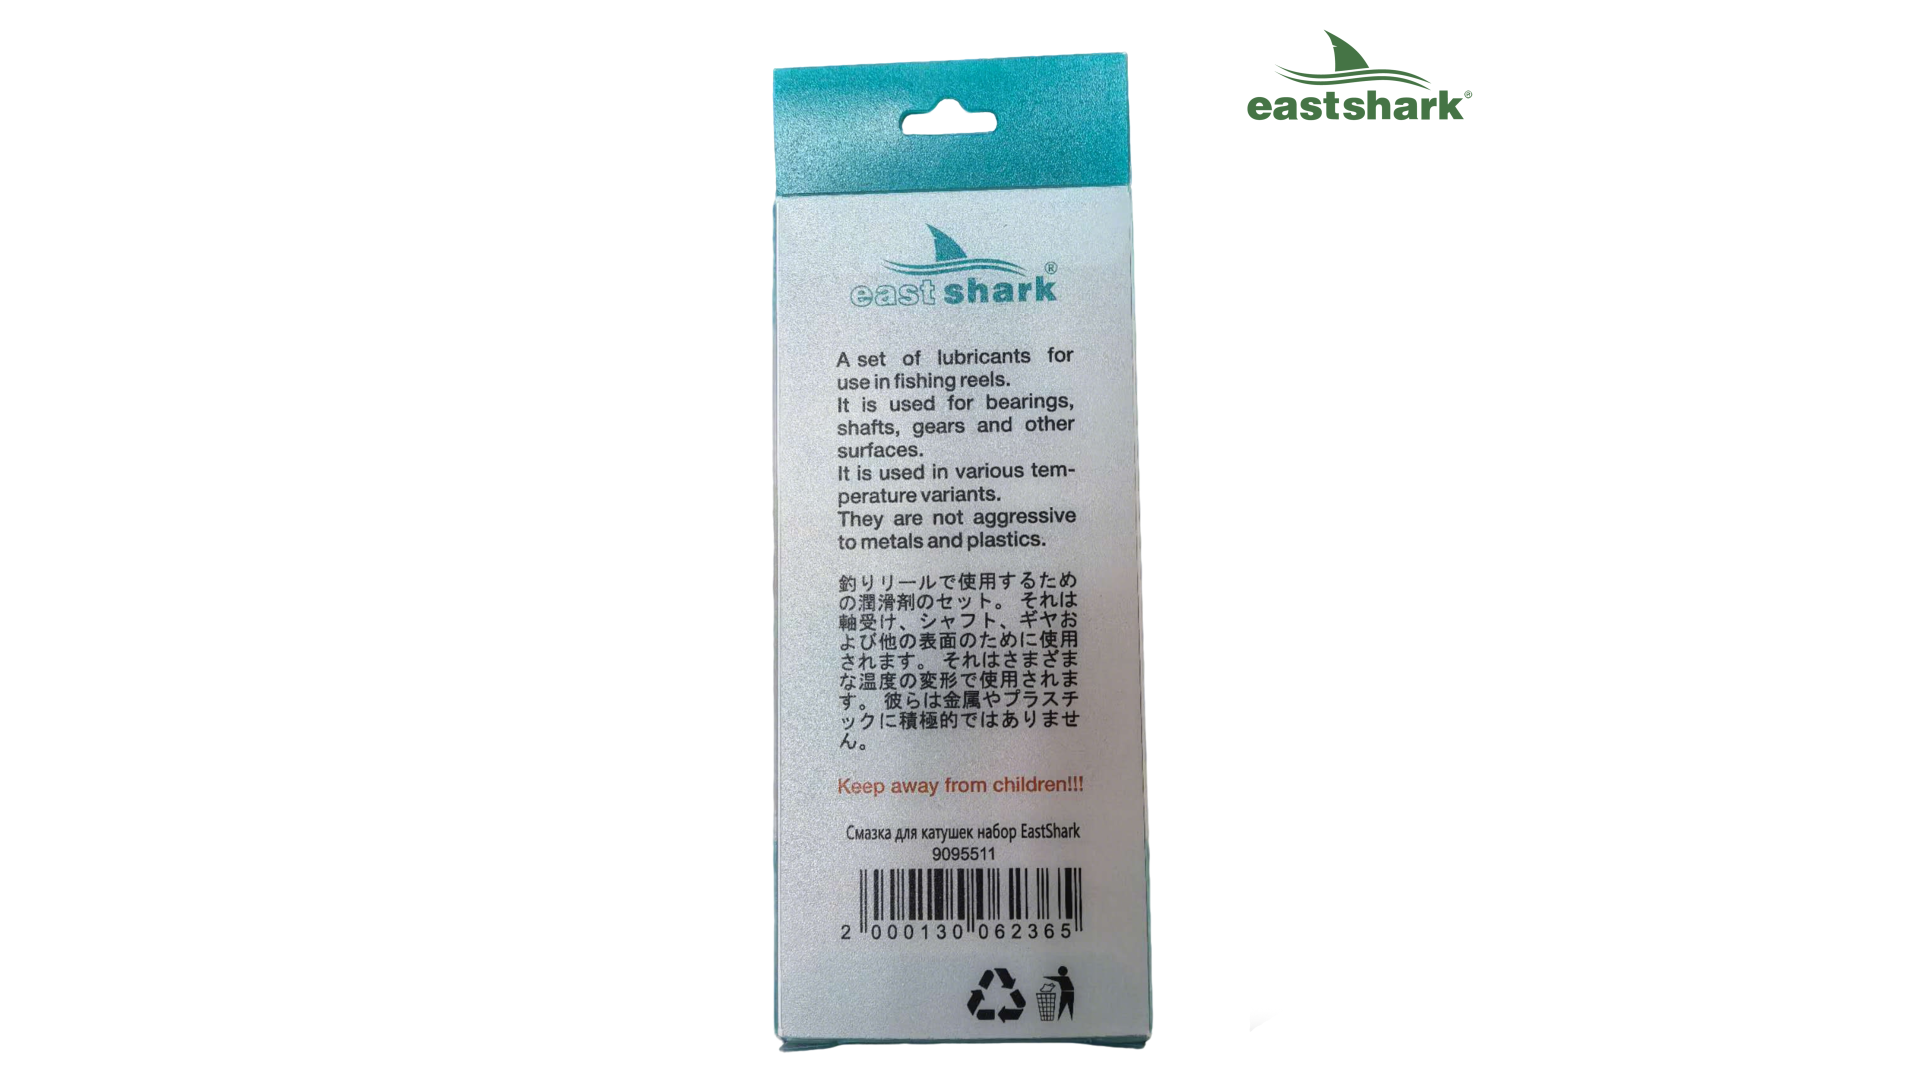 eastshark®
east shark®
A set of lubricants for
use in fishing reels.
It is used for bearings,
shafts, gears and other
surfaces.
It is used in various tem-
perature variants.
They are not aggressive
to metals and plastics.
釣りリールで使用するため
の潤滑剤のセット。 それは
軸受け、シャフト、ギヤお
よび他の表面のために使用
されます。 それはさまざま
な温度の変形で使用されま
す。 彼らは金属やプラスチ
ックに積極的ではありませ
ん。
Keep away from children!!!
Смазка для катушек набор EastShark
9095511
2 000130 062365